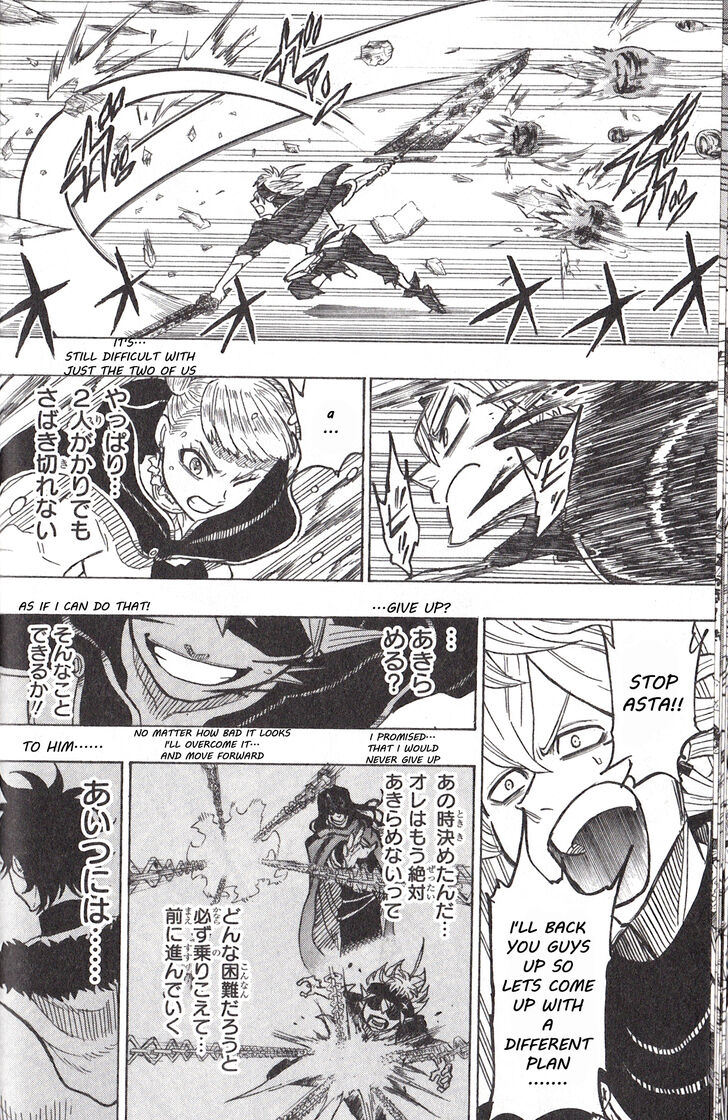 a
...
IT'S...
STILL DIFFICULT WITH
JUST THE TWO OF US
やっぱり…
2人がかりでも
さばき切れない
STOP
ASTA!!
I'LL BACK
YOU GUYS
UP SO
LETS COME
UP WITH
A
DIFFERENT
PLAN
.......
...GIVE UP?
…
あきら
める?
AS IF I CAN DO THAT!
そんなこと
できるか!!
I PROMISED...
THAT I WOULD
NEVER GIVE UP
あの時決めたんだ…
オレはもう絶対
あきらめないって
NO MATTER HOW BAD IT LOOKS
I'LL OVERCOME IT...
AND MOVE FORWARD
どんな困難だろうと
必ず乗りこえて…
前に進んでいく
TO HIM......
あいつには……